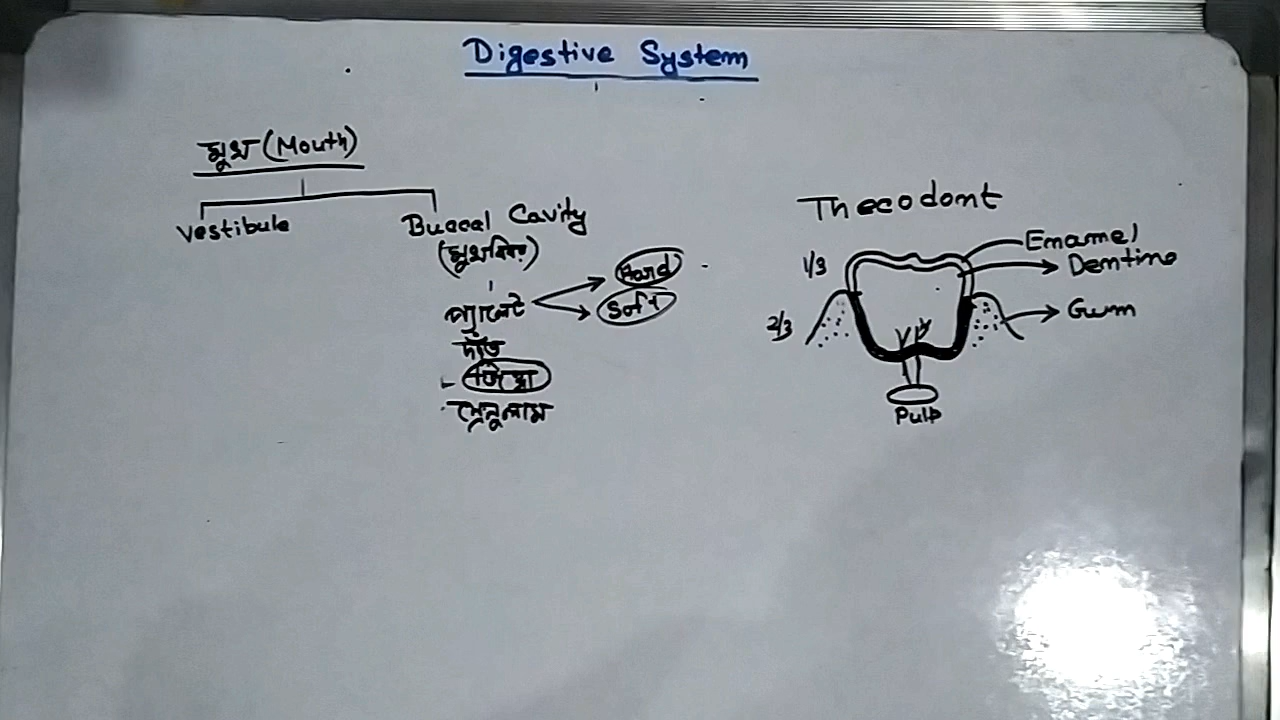 Digestive System
মুখ (Mouth)
Vestibule
Buccal Cavity
(মুখবিবর)
প্যালেট
Hard
Soft
দাঁত
জিহ্বা
ফ্রেনুলাম
Thecodont
1/3
2/3
Enamel
Dentine
Gum
Pulp